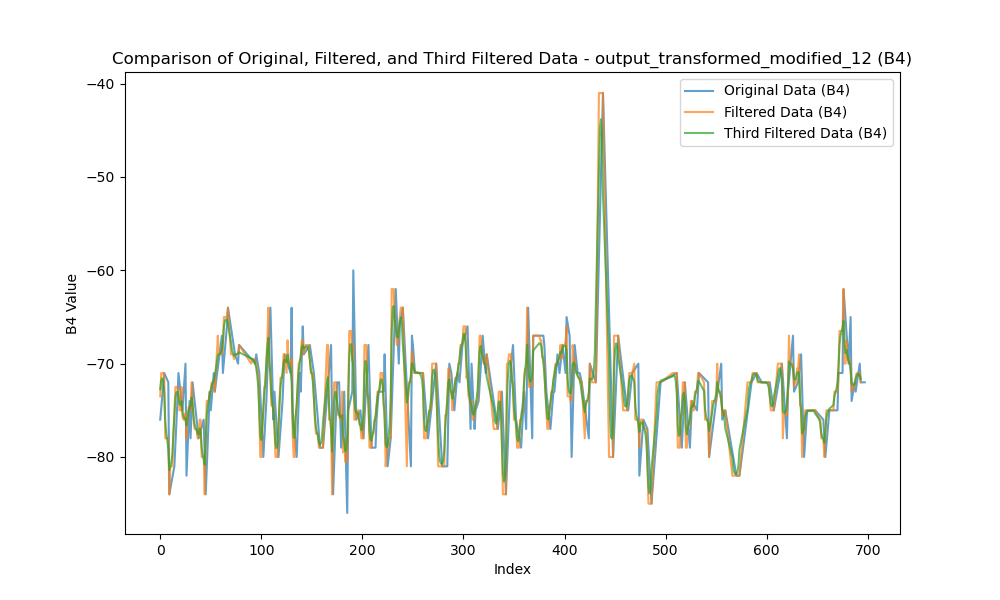 Comparison of Original, Filtered, and Third Filtered Data - output_transformed_modified_12 (B4)
Original Data (B4)
Filtered Data (B4)
Third Filtered Data (B4)
B4 Value
−40
−50
−60
−70
−80
0 100 200 300 400 500 600 700
Index